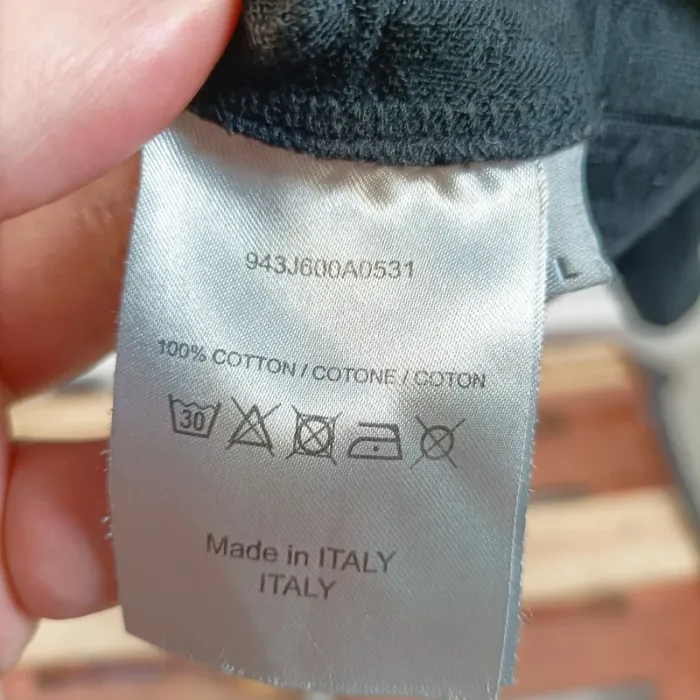 943J600A0531
L
100% COTTON / COTONE / COTON
30
Made in ITALY
ITALY